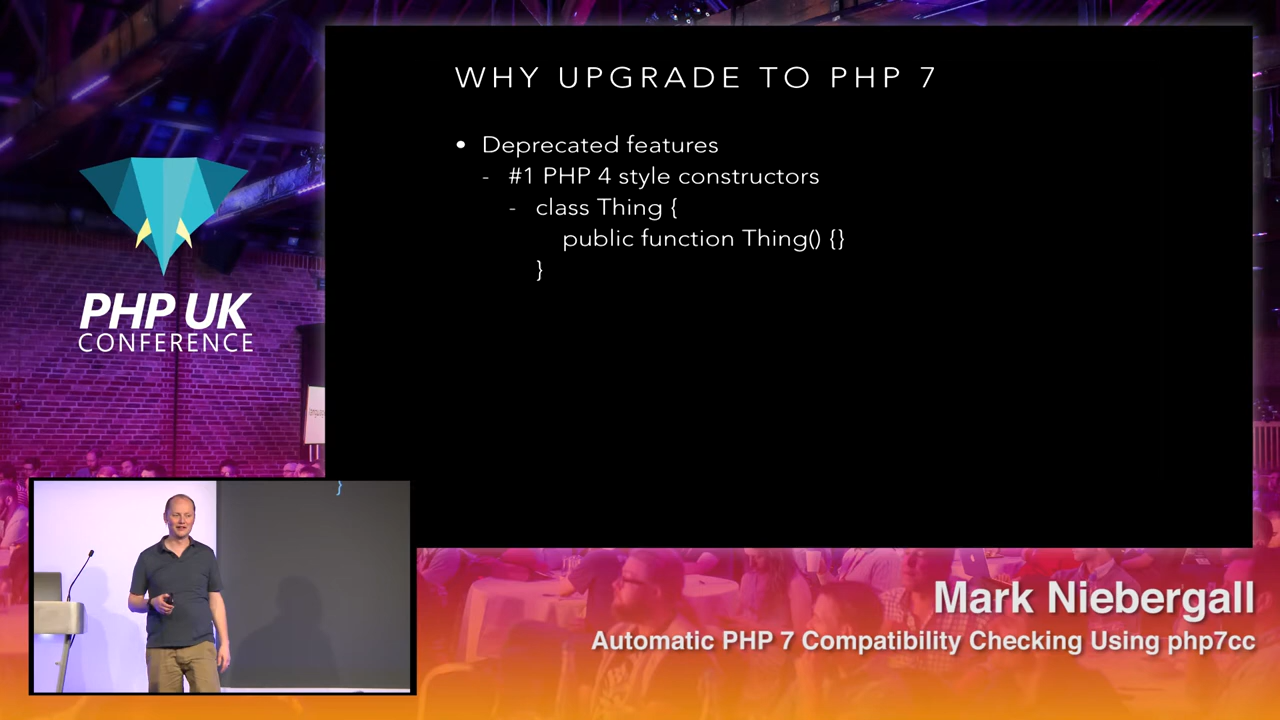 WHY UPGRADE TO PHP 7
• Deprecated features
- #1 PHP 4 style constructors
- class Thing {
public function Thing() {}
}
PHP UK
CONFERENCE
}
Mark Niebergall
Automatic PHP 7 Compatibility Checking Using php7cc